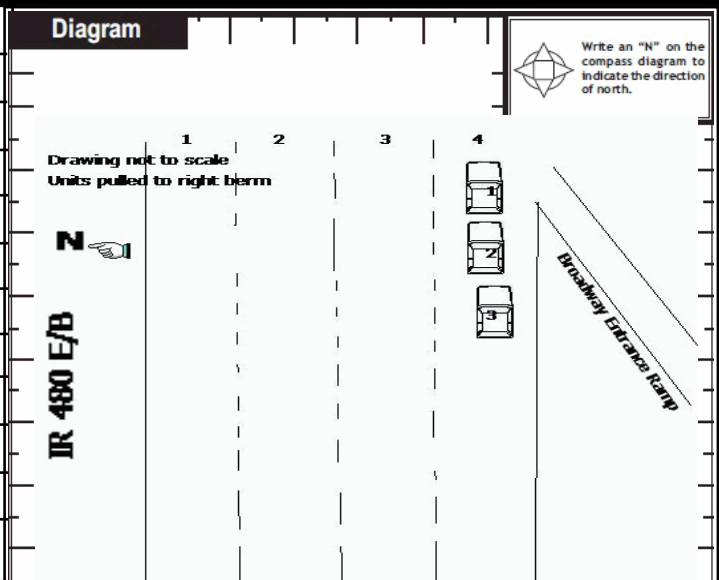 Diagram
Write an “N” on the
compass diagram to
indicate the direction
of north.
1 2 3 4
Drawing not to scale
Units pulled to right berm
N
IR 480 E/B
1
2
3
Broadway Entrance Ramp